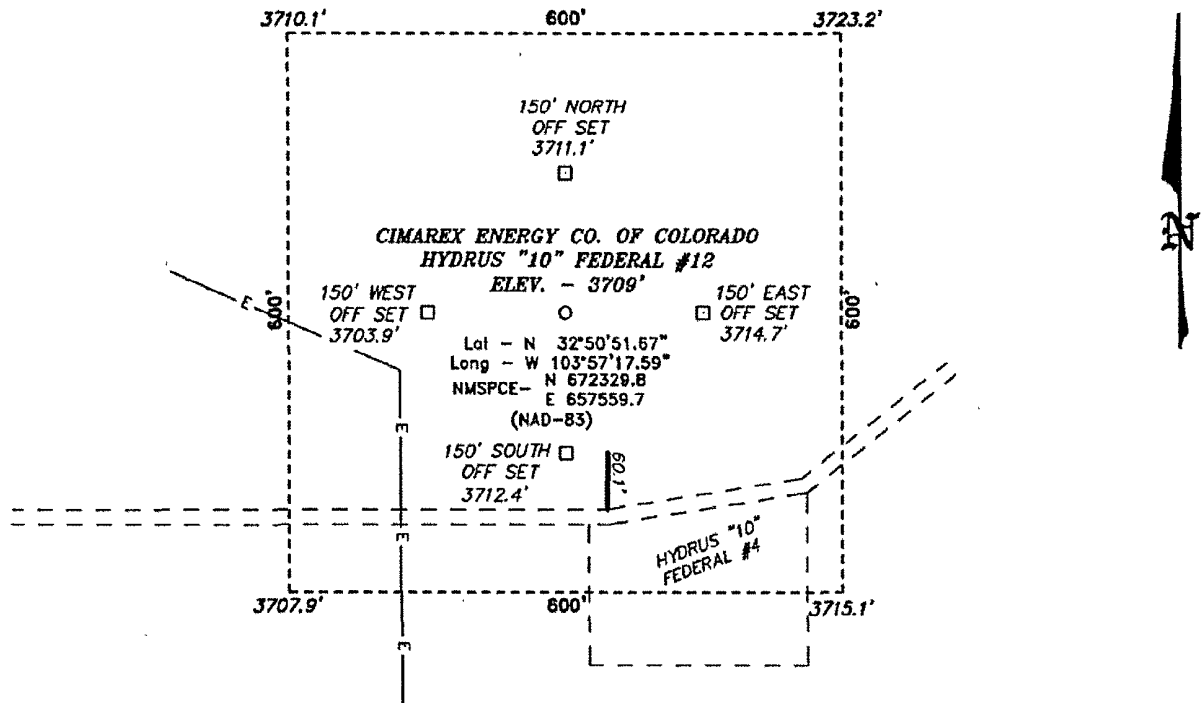 3710.1'
600'
3723.2'
150' NORTH
OFF SET
3711.1'
CIMAREX ENERGY CO. OF COLORADO
HYDRUS "10" FEDERAL #12
ELEV. - 3709'
600'
E
150' WEST
OFF SET
3703.9'
150' EAST
OFF SET
3714.7'
600'
Lat - N 32°50'51.67"
Long - W 103°57'17.59"
NMSPCE- N 672329.8
E 657559.7
(NAD-83)
E
150' SOUTH
OFF SET
3712.4'
60.1'
E
HYDRUS "10"
FEDERAL #4
3707.9'
600'
3715.1'
E
N